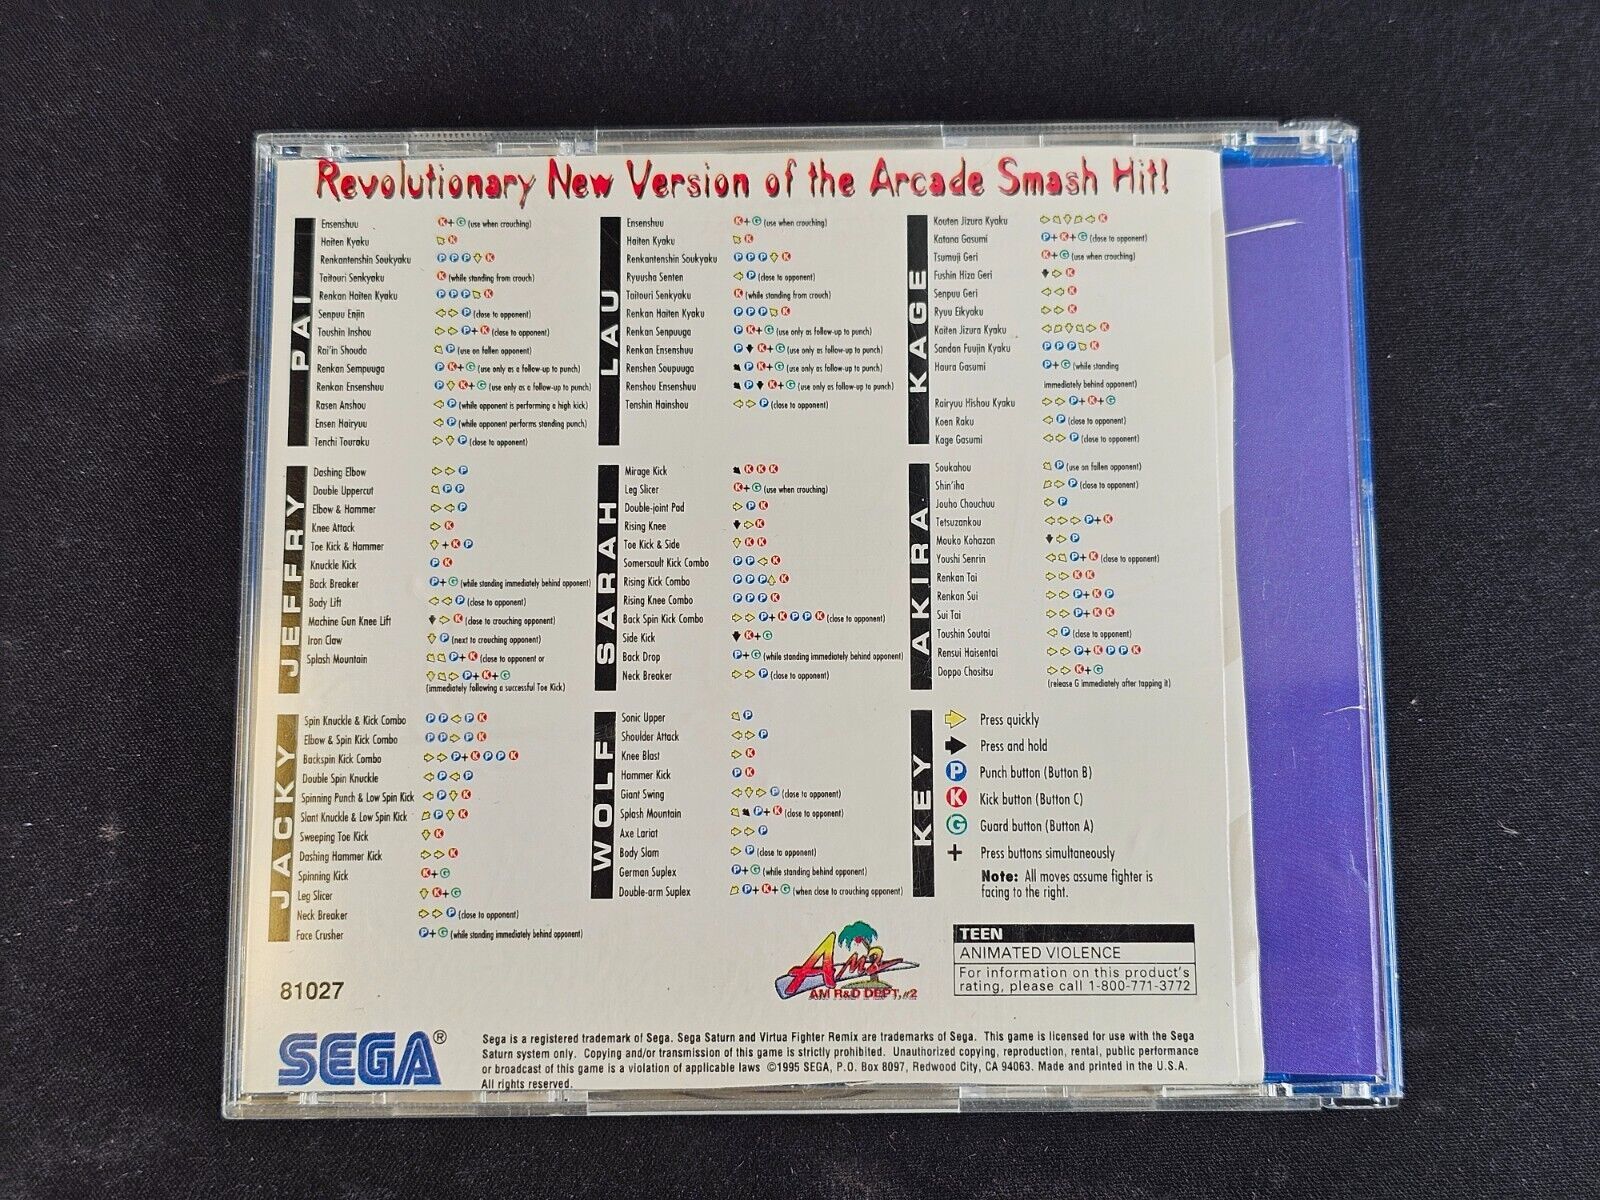 Revolutionary New Version of the Arcade Smash Hit!
PAI
Ensenshuu K+G (use when crouching)
Haiten Kyaku K
Renkantenshin Soukyaku PPP K
Taitouri Senkyaku K (while standing from crouch)
Renkan Haiten Kyaku PPP K
Senpuu Enjin P (close to opponent)
Toushin Inshou P+K (close to opponent)
Rai'in Shouda P (use on fallen opponent)
Renkan Sempuuga P K+G (use only as a follow-up to punch)
Renkan Ensenshuu P K+G (use only as a follow-up to punch)
Rasen Anshou P (while opponent is performing a high kick)
Ensen Hairyuu P (while opponent performs standing punch)
Tenchi Touraku P (close to opponent)
LAU
Ensenshuu K+G (use when crouching)
Haiten Kyaku K
Renkantenshin Soukyaku PPP K
Ryuusha Senten P (close to opponent)
Taitouri Senkyaku K (while standing from crouch)
Renkan Haiten Kyaku PPP K
Renkan Senpuuga P K+G (use only as follow-up to punch)
Renkan Ensenshuu P K+G (use only as follow-up to punch)
Renshen Soupuuga P K+G (use only as follow-up to punch)
Renshou Ensenshuu P K+G (use only as follow-up to punch)
Tenshin Hainshou P (close to opponent)
KAGE
Kouten Jizura Kyaku K
Katana Gasumi P+K+G (close to opponent)
Tsumuji Geri K+G (use when crouching)
Fushin Hiza Geri K
Senpuu Geri K
Ryuu Eikyaku K
Kaiten Jizura Kyaku K
Sandan Fuujin Kyaku PPP K
Haura Gasumi P+G (while standing
immediately behind opponent)
Rairyuu Hishou Kyaku P+K+G
Koen Raku P (close to opponent)
Kage Gasumi P (close to opponent)
JEFFRY
Dashing Elbow P
Double Uppercut P P
Elbow & Hammer P
Knee Attack K
Toe Kick & Hammer +K P
Knuckle Kick P K
Back Breaker P+G (while standing immediately behind opponent)
Body Lift P (close to opponent)
Machine Gun Knee Lift K (close to crouching opponent)
Iron Claw P (next to crouching opponent)
Splash Mountain P+K (close to opponent or
P+K+G
(immediately following a successful Toe Kick)
SARAH
Mirage Kick K K K
Leg Slicer K+G (use when crouching)
Double-joint Pad P K
Rising Knee K
Toe Kick & Side K K
Somersault Kick Combo P P K
Rising Kick Combo P P P K
Rising Knee Combo P P P K
Back Spin Kick Combo P+K P P K (close to opponent)
Side Kick K+G
Back Drop P+G (while standing immediately behind opponent)
Neck Breaker P (close to opponent)
AKIRA
Soukahou P (use on fallen opponent)
Shin'iha P (close to opponent)
Jouho Chouchuu P
Tetsuzankou P+K
Mouko Kohazan P
Youshi Senrin P+K (close to opponent)
Renkan Tai K K
Renkan Sui P+K P
Sui Tai P+K K
Toushin Soutai P (close to opponent)
Rensui Haisentai P+K P P K
Doppo Chositsu K+G
(release G immediately after tapping it)
JACKY
Spin Knuckle & Kick Combo P P P K
Elbow & Spin Kick Combo P P P K
Backspin Kick Combo P+K P P K
Double Spin Knuckle P P
Spinning Punch & Low Spin Kick P K
Slant Knuckle & Low Spin Kick P K
Sweeping Toe Kick K
Dashing Hammer Kick K
Spinning Kick K+G
Leg Slicer K+G
Neck Breaker P (close to opponent)
Face Crusher P+G (while standing immediately behind opponent)
WOLF
Sonic Upper P
Shoulder Attack P
Knee Blast K
Hammer Kick P K
Giant Swing P (close to opponent)
Splash Mountain P+K (close to opponent)
Axe Lariat P
Body Slam P (close to opponent)
German Suplex P+G (while standing behind opponent)
Double-arm Suplex P+K+G (when close to crouching opponent)
KEY
Press quickly
Press and hold
P Punch button (Button B)
K Kick button (Button C)
G Guard button (Button A)
+ Press buttons simultaneously
Note: All moves assume fighter is
facing to the right.
AM2
AM R&D DEPT. #2
TEEN
ANIMATED VIOLENCE
For information on this product's
rating, please call 1-800-771-3772
81027
SEGA®
Sega is a registered trademark of Sega. Sega Saturn and Virtua Fighter Remix are trademarks of Sega. This game is licensed for use with the Sega
Saturn system only. Copying and/or transmission of this game is strictly prohibited. Unauthorized copying, reproduction, rental, public performance
or broadcast of this game is a violation of applicable laws ©1995 SEGA, P.O. Box 8097, Redwood City, CA 94063. Made and printed in the U.S.A.
All rights reserved.